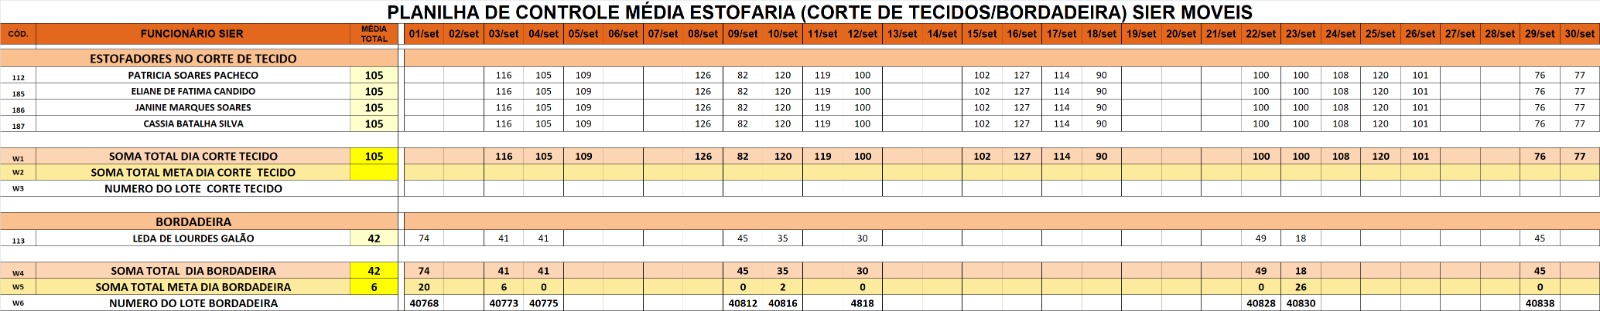 PLANILHA DE CONTROLE MÉDIA ESTOFARIA (CORTE DE TECIDOS/BORDADEIRA) SIER MOVEIS
CÓD. FUNCIONÁRIO SIER MÉDIA TOTAL 01/set 02/set 03/set 04/set 05/set 06/set 07/set 08/set 09/set 10/set 11/set 12/set 13/set 14/set 15/set 16/set 17/set 18/set 19/set 20/set 21/set 22/set 23/set 24/set 25/set 26/set 27/set 28/set 29/set 30/set
ESTOFADORES NO CORTE DE TECIDO
112 PATRICIA SOARES PACHECO 105 116 105 109 126 82 120 119 100 102 127 114 90 100 100 108 120 101 76 77
185 ELIANE DE FATIMA CANDIDO 105 116 105 109 126 82 120 119 100 102 127 114 90 100 100 108 120 101 76 77
186 JANINE MARQUES SOARES 105 116 105 109 126 82 120 119 100 102 127 114 90 100 100 108 120 101 76 77
187 CASSIA BATALHA SILVA 105 116 105 109 126 82 120 119 100 102 127 114 90 100 100 108 120 101 76 77
W1 SOMA TOTAL DIA CORTE TECIDO 105 116 105 109 126 82 120 119 100 102 127 114 90 100 100 108 120 101 76 77
W2 SOMA TOTAL META DIA CORTE TECIDO
W3 NUMERO DO LOTE CORTE TECIDO
BORDADEIRA
113 LEDA DE LOURDES GALÃO 42 74 41 41 45 35 30 49 18 45
W4 SOMA TOTAL DIA BORDADEIRA 42 74 41 41 45 35 30 49 18 45
W5 SOMA TOTAL META DIA BORDADEIRA 6 20 6 0 0 2 0 0 26 0
W6 NUMERO DO LOTE BORDADEIRA 40768 40773 40775 40812 40816 4818 40828 40830 40838